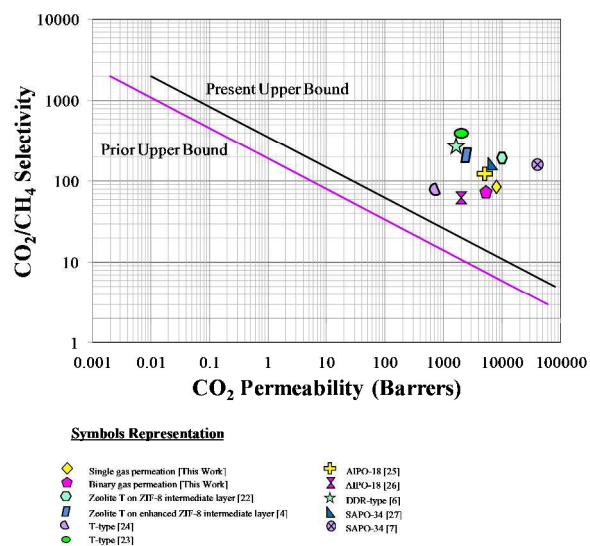 10000
1000
100
10
1
CO2/CH4 Selectivity
Present Upper Bound
Prior Upper Bound
0.001 0.01 0.1 1 10 100 1000 10000 100000
CO2 Permeability (Barrers)
Symbols Representation
Single gas permeation [This Work]
Binary gas permeation [This Work]
Zeolite T on ZIF-8 intermediate layer [22]
Zeolite T on enhanced ZIF-8 intermediate layer [4]
T-type [24]
T-type [23]
AIPO-18 [25]
AIPO-18 [26]
DDR-type [6]
SAPO-34 [27]
SAPO-34 [7]